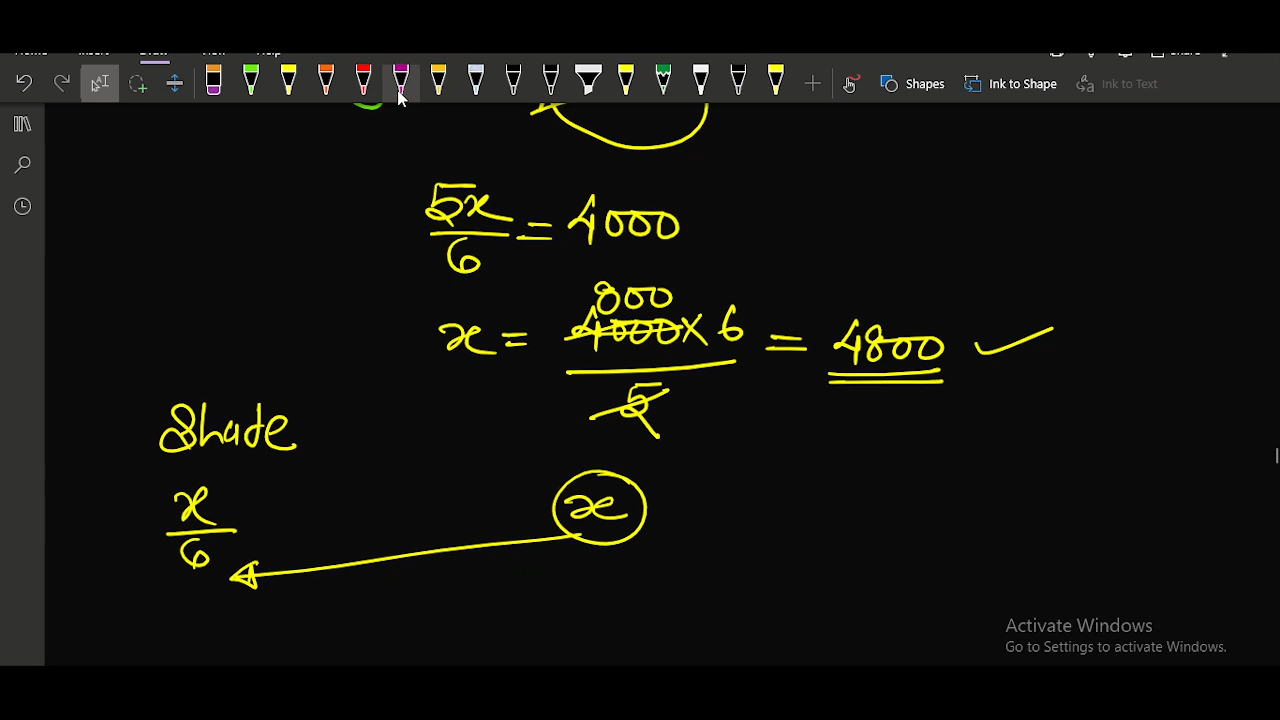 Shapes Ink to Shape Ink to Text
5x/6 = 4000
800
x = 4000 x 6 / 5 = 4800 ✓
Shade
x/6
x
Activate Windows
Go to Settings to activate Windows.